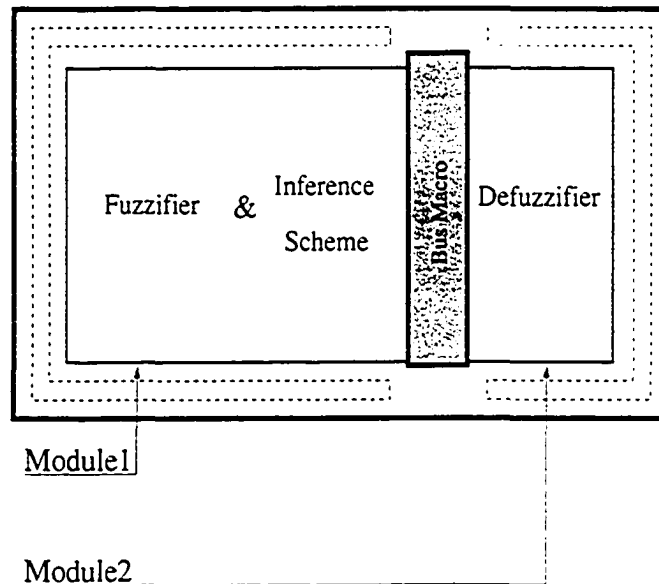 Fuzzifier & Inference
Scheme
Bus Macro
Defuzzifier
Module1
Module2